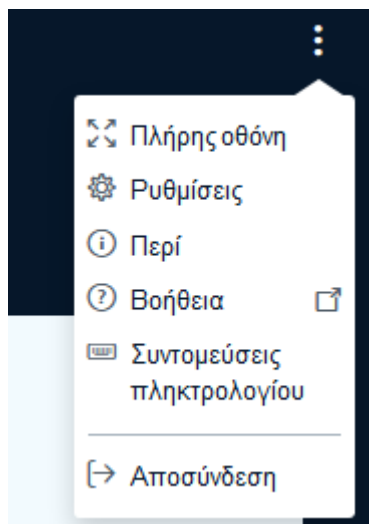 Πλήρης οθόνη
Ρυθμίσεις
Περί
Βοήθεια
Συντομεύσεις
πληκτρολογίου
Αποσύνδεση